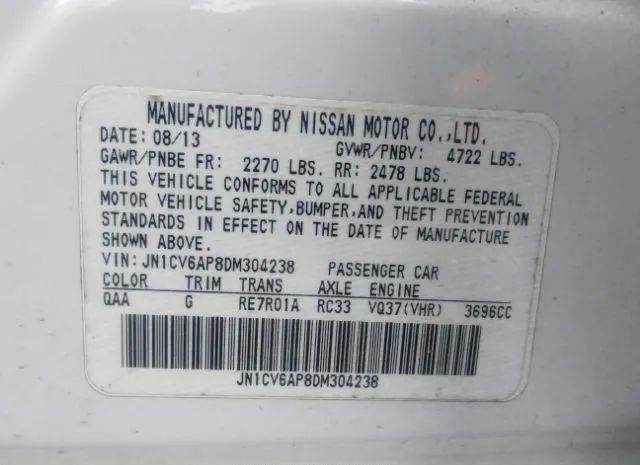 MANUFACTURED BY NISSAN MOTOR CO.,LTD.
DATE: 08/13 GVWR/PNBV: 4722 LBS.
GAWR/PNBE FR: 2270 LBS. RR: 2478 LBS.
THIS VEHICLE CONFORMS TO ALL APPLICABLE FEDERAL
MOTOR VEHICLE SAFETY,BUMPER,AND THEFT PREVENTION
STANDARDS IN EFFECT ON THE DATE OF MANUFACTURE
SHOWN ABOVE.
VIN:JN1CV6AP8DM304238 PASSENGER CAR
COLOR TRIM TRANS AXLE ENGINE
QAA G RE7R01A RC33 VQ37(VHR) 3696CC
JN1CV6AP8DM304238